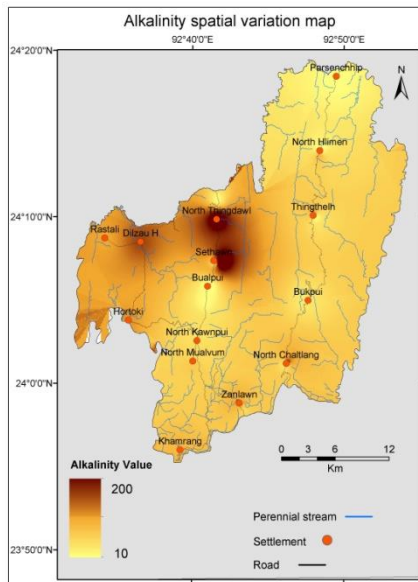 Alkalinity spatial variation map
92°40'0"E
92°50'0"E
24°20'0"N
Parsenchhip
N
North Hlimen
24°10'0"N
North Thingdawl
Thingthelh
Rastali
Dilzau H
Bualpui
Bukpui
Hortoki
North Kawnpui
North Mualvum
North Chaltlang
24°0'0"N
Zanlawn
Khamrang
0 3 6 12
Km
Alkalinity Value
200
10
Perennial stream
Settlement
Road
23°50'0"N